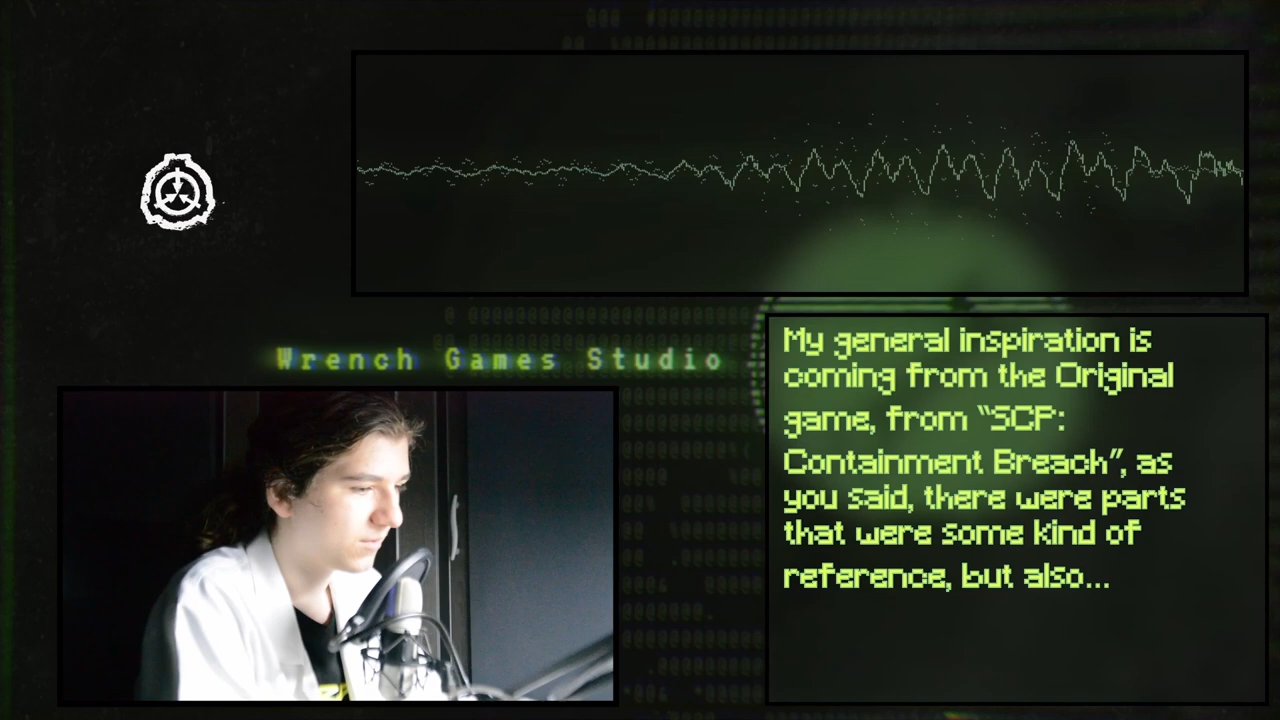 Wrench Games Studio
My general inspiration is
coming from the Original
game, from “SCP:
Containment Breach”, as
you said, there were parts
that were some kind of
reference, but also...